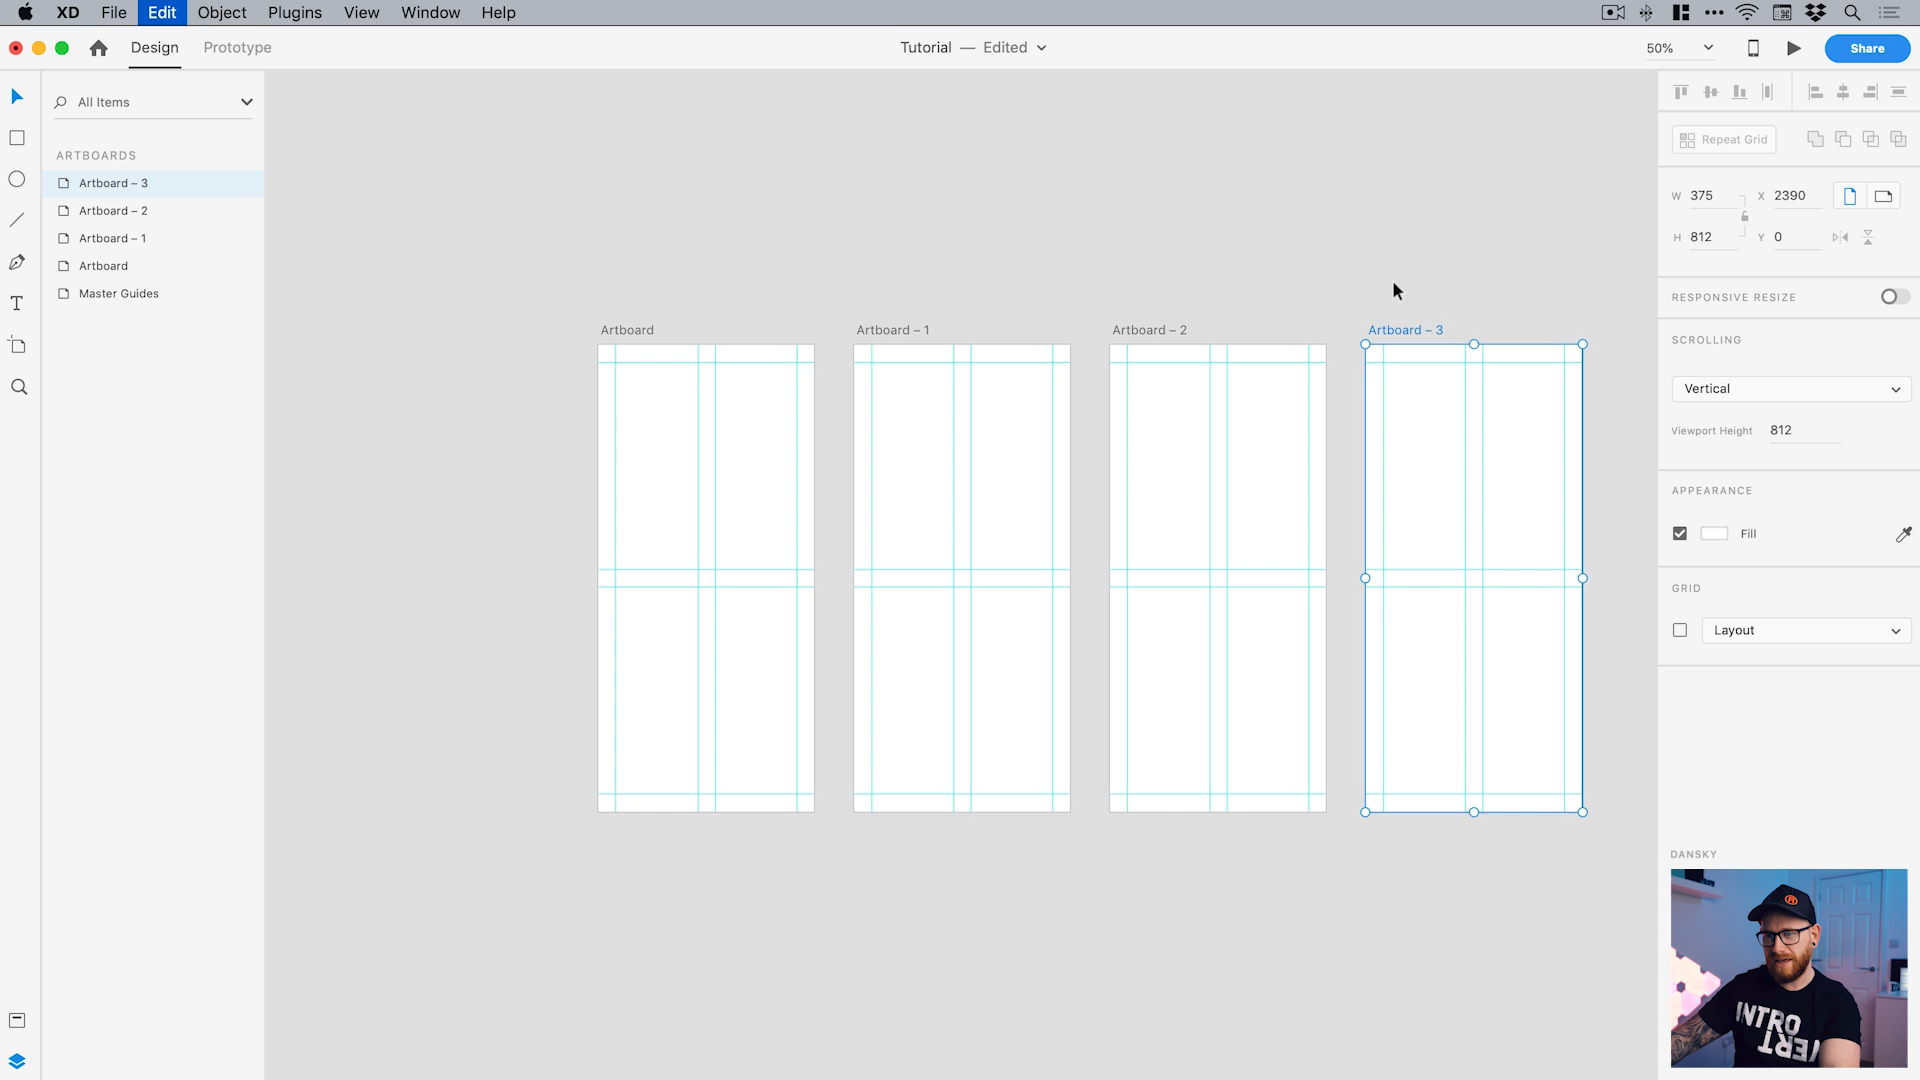 XD File Edit Object Plugins View Window Help
Design Prototype
Tutorial — Edited
50%
Share
All Items
ARTBOARDS
Artboard – 3
Artboard – 2
Artboard – 1
Artboard
Master Guides
Artboard
Artboard – 1
Artboard – 2
Artboard – 3
Repeat Grid
W 375 X 2390
H 812 Y 0
RESPONSIVE RESIZE
SCROLLING
Vertical
Viewport Height 812
APPEARANCE
Fill
GRID
Layout
DANSKY
INTRO
VERT